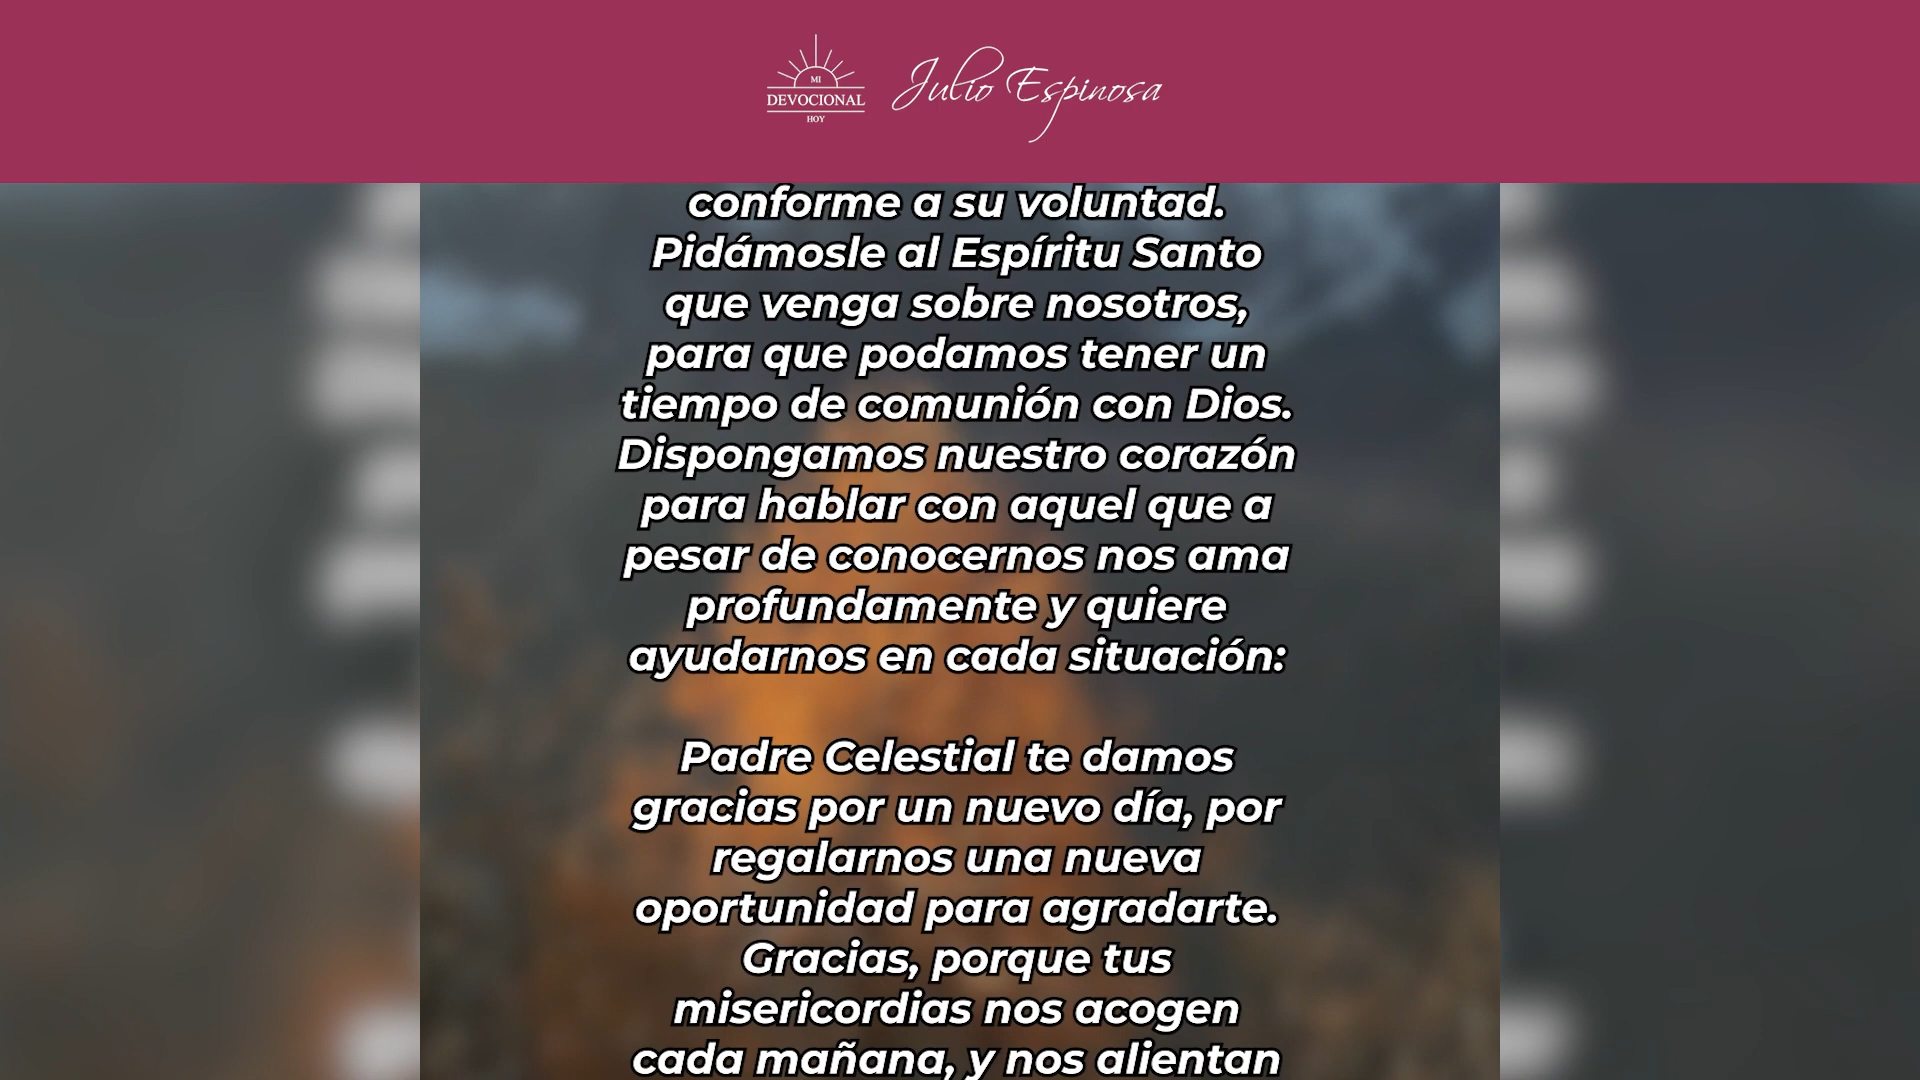 MI
DEVOCIONAL
HOY
Julio Espinosa
conforme a su voluntad.
Pidámosle al Espíritu Santo
que venga sobre nosotros,
para que podamos tener un
tiempo de comunión con Dios.
Dispongamos nuestro corazón
para hablar con aquel que a
pesar de conocernos nos ama
profundamente y quiere
ayudarnos en cada situación:
Padre Celestial te damos
gracias por un nuevo día, por
regalarnos una nueva
oportunidad para agradarte.
Gracias, porque tus
misericordias nos acogen
cada mañana, y nos alientan